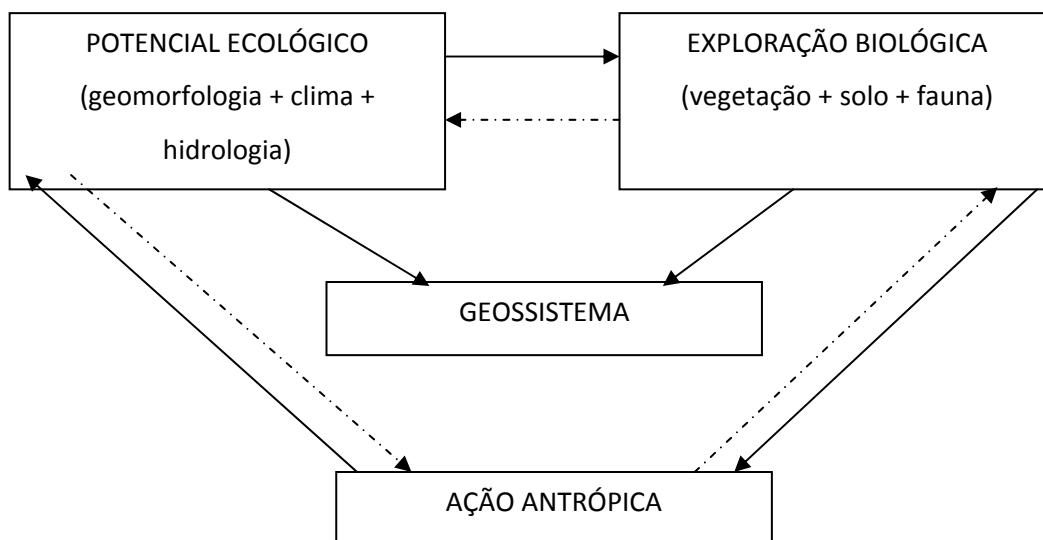 POTENCIAL ECOLÓGICO
(geomorfologia + clima +
hidrologia)
EXPLORAÇÃO BIOLÓGICA
(vegetação + solo + fauna)
GEOSSISTEMA
AÇÃO ANTRÓPICA